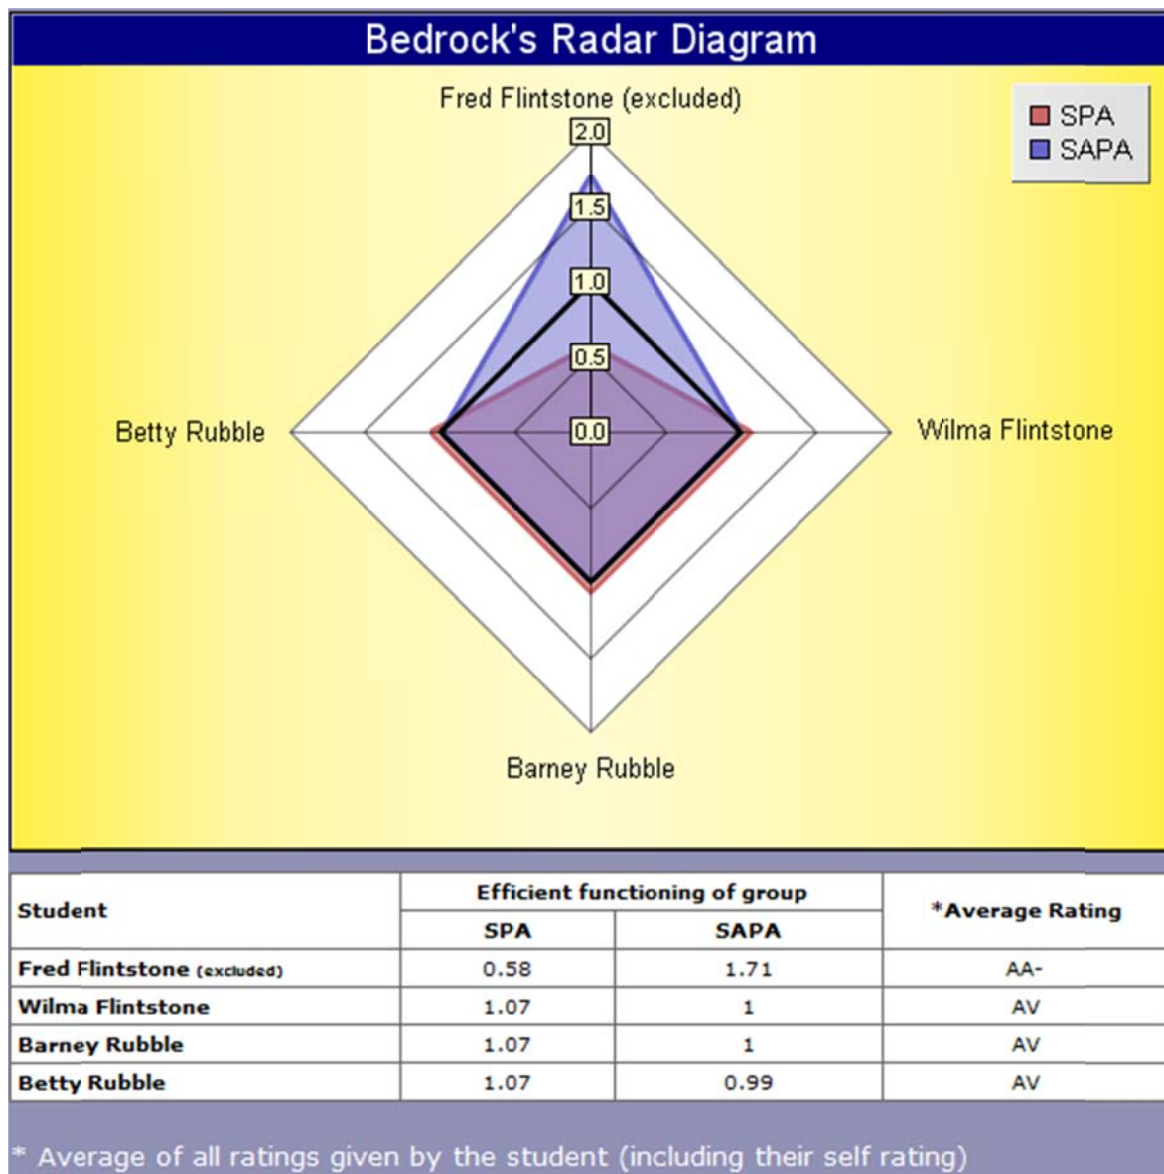 Bedrock's Radar Diagram
Fred Flintstone (excluded)
SPA
SAPA
2.0
1.5
1.0
0.5
0.0
Betty Rubble
Wilma Flintstone
Barney Rubble
Student Efficient functioning of group *Average Rating
SPA SAPA
Fred Flintstone (excluded) 0.58 1.71 AA-
Wilma Flintstone 1.07 1 AV
Barney Rubble 1.07 1 AV
Betty Rubble 1.07 0.99 AV
* Average of all ratings given by the student (including their self rating)